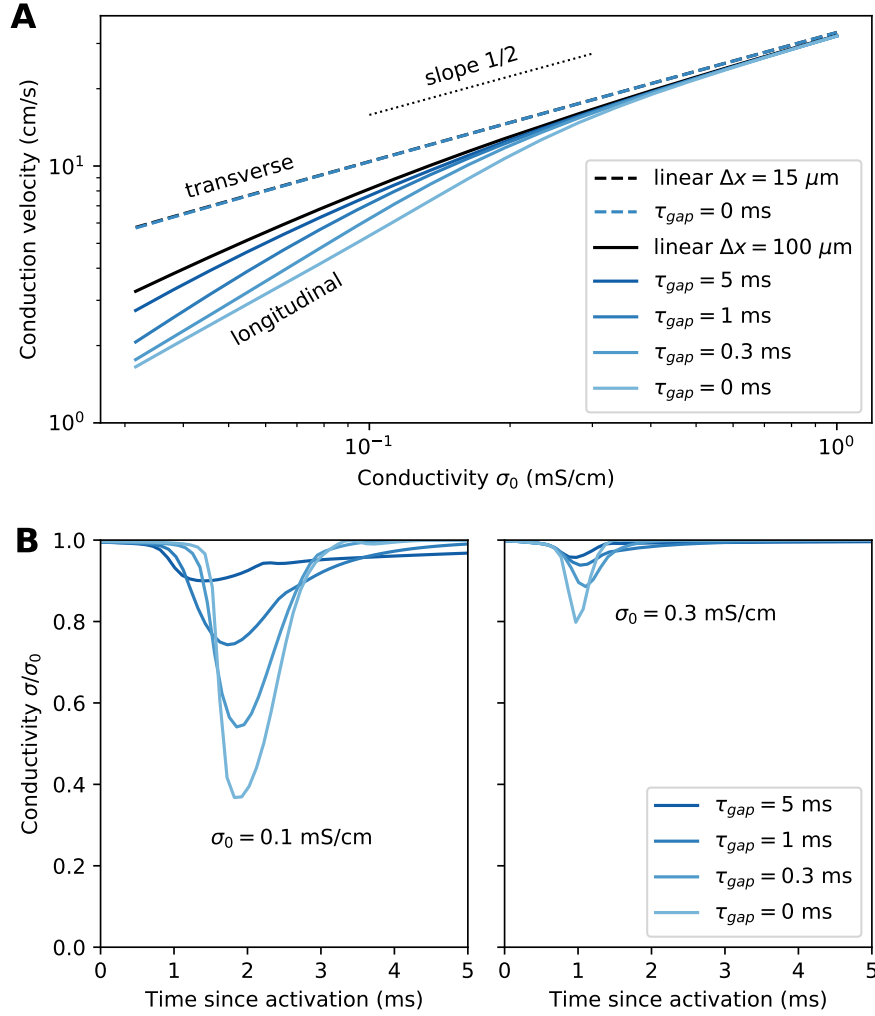 A
Conduction velocity (cm/s)
10¹
10⁰
slope 1/2
transverse
longitudinal
linear Δx = 15 μm
τgap = 0 ms
linear Δx = 100 μm
τgap = 5 ms
τgap = 1 ms
τgap = 0.3 ms
τgap = 0 ms
10⁻¹ 10⁰
Conductivity σ₀ (mS/cm)
B
Conductivity σ/σ₀
1.0
0.8
0.6
0.4
0.2
0.0
σ₀ = 0.1 mS/cm
0 1 2 3 4 5
Time since activation (ms)
σ₀ = 0.3 mS/cm
τgap = 5 ms
τgap = 1 ms
τgap = 0.3 ms
τgap = 0 ms
0 1 2 3 4 5
Time since activation (ms)